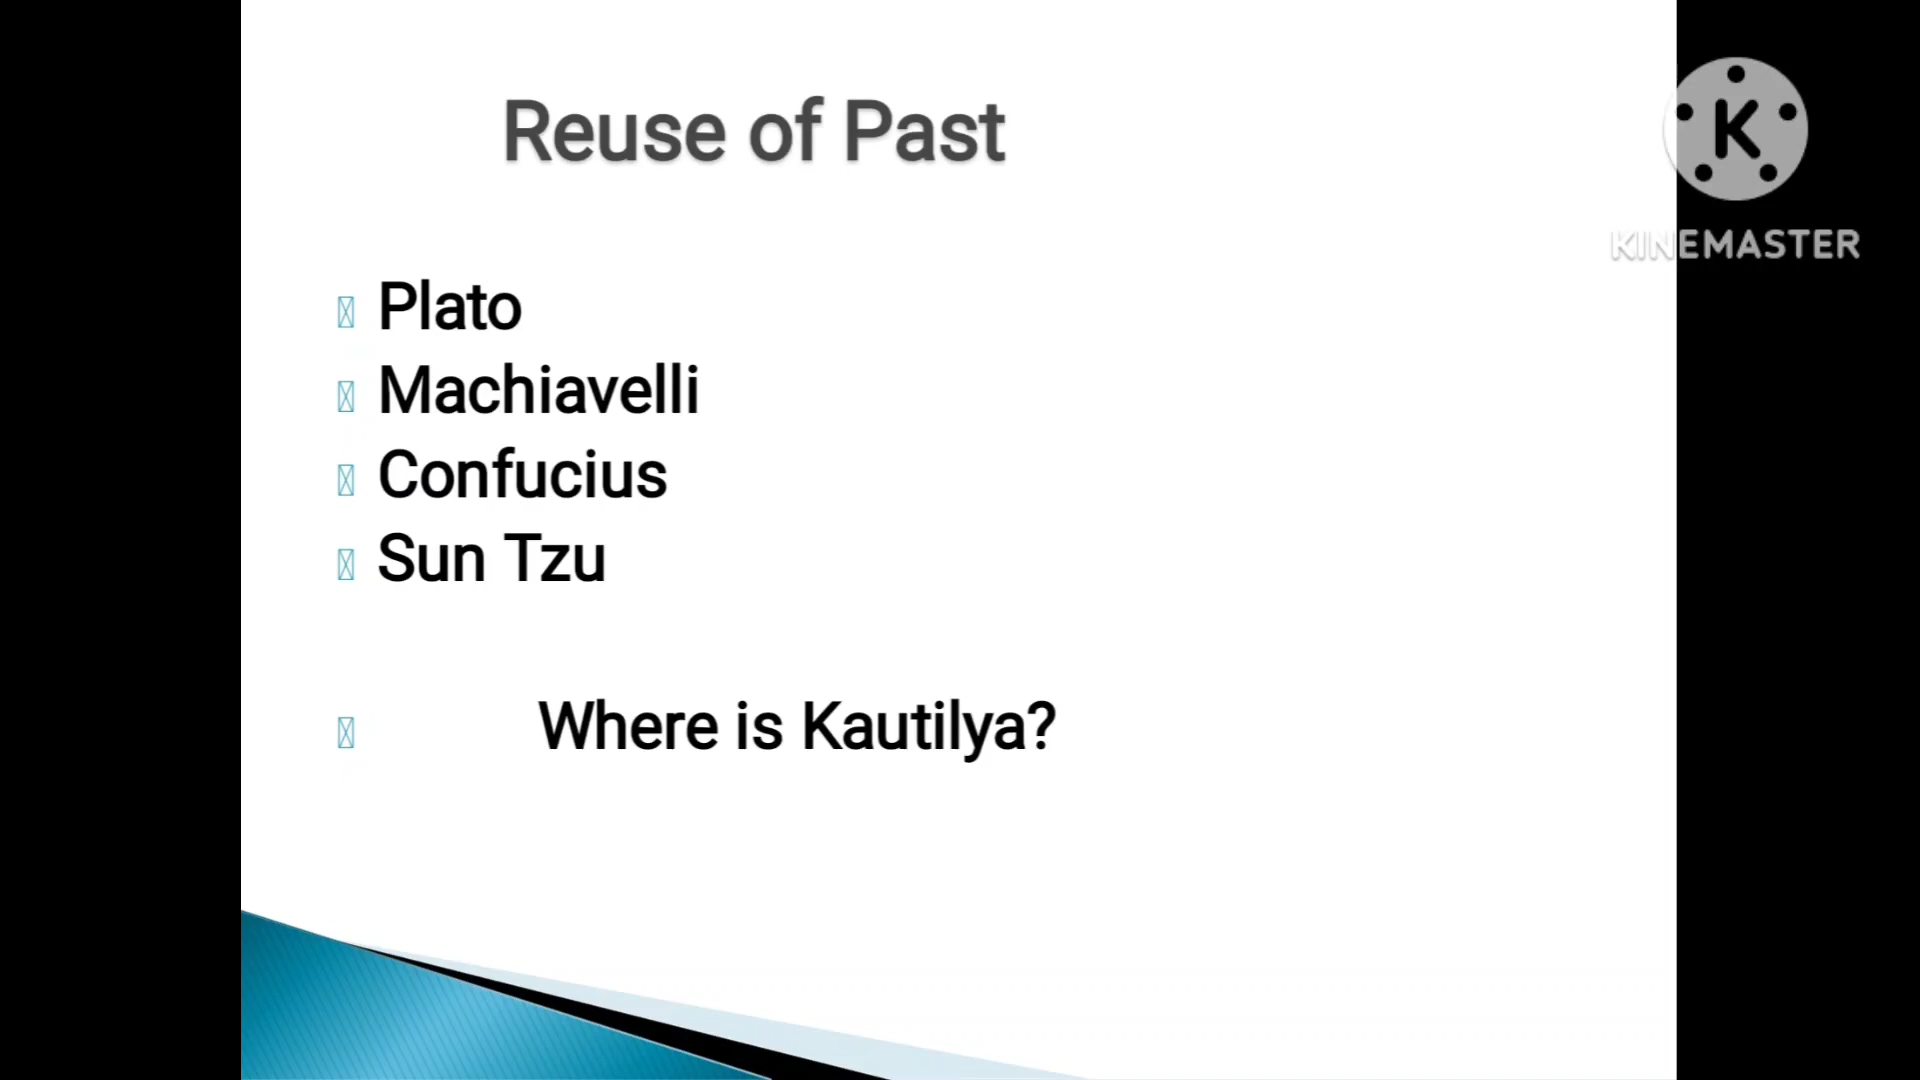 Reuse of Past
K
KINEMASTER
Plato
Machiavelli
Confucius
Sun Tzu
Where is Kautilya?